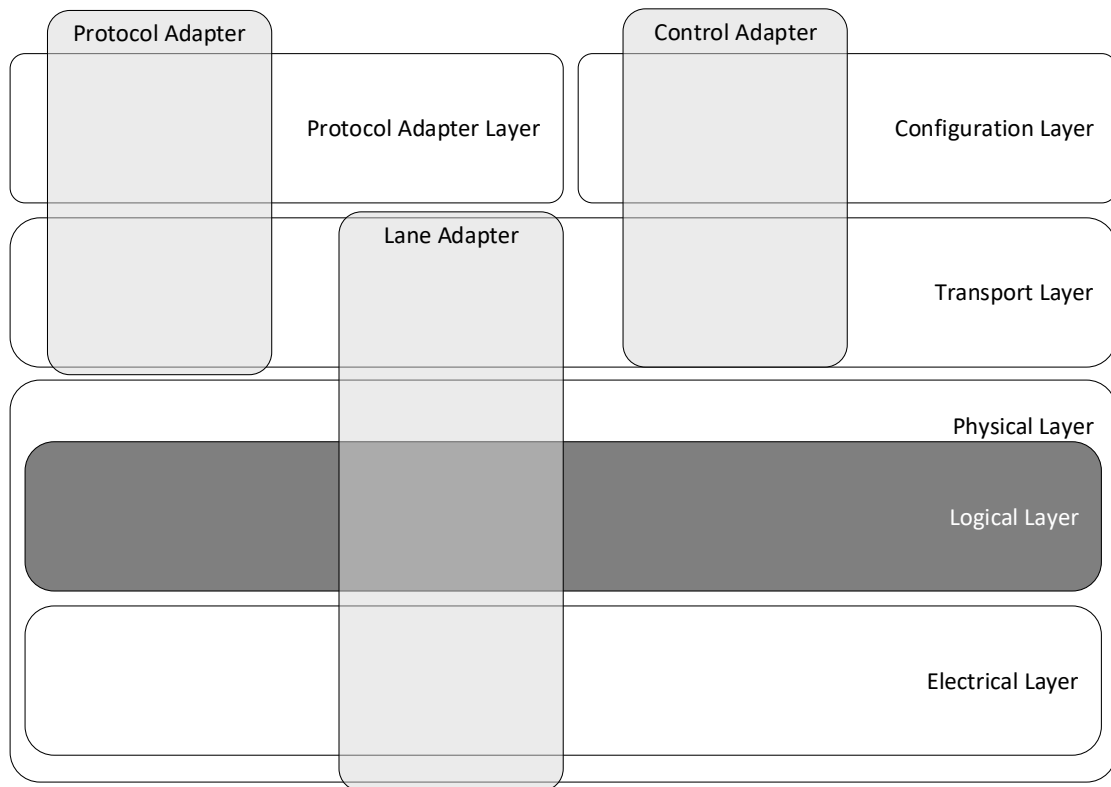 Protocol Adapter
Control Adapter
Protocol Adapter Layer
Configuration Layer
Lane Adapter
Transport Layer
Physical Layer
Logical Layer
Electrical Layer